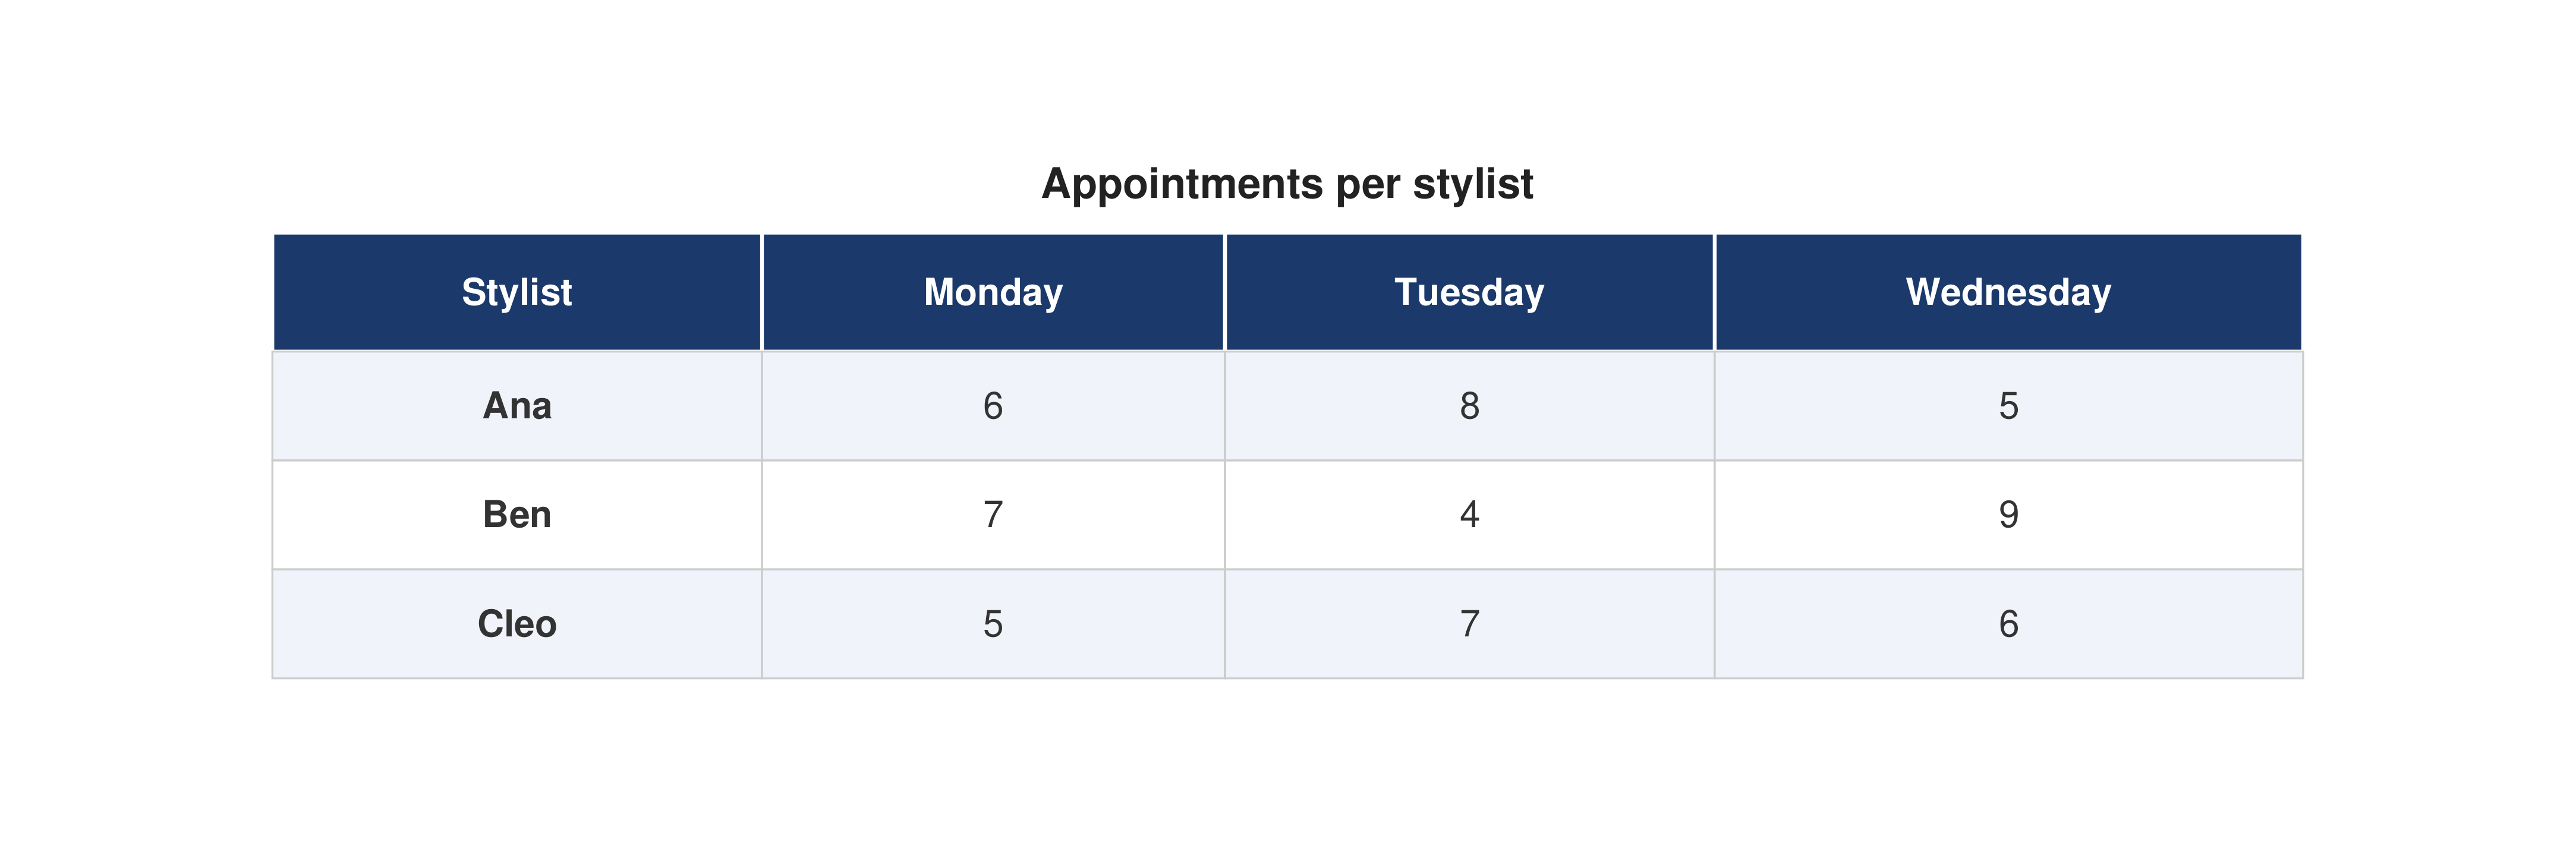 Appointments per stylist
Stylist Monday Tuesday Wednesday
Ana 6 8 5
Ben 7 4 9
Cleo 5 7 6